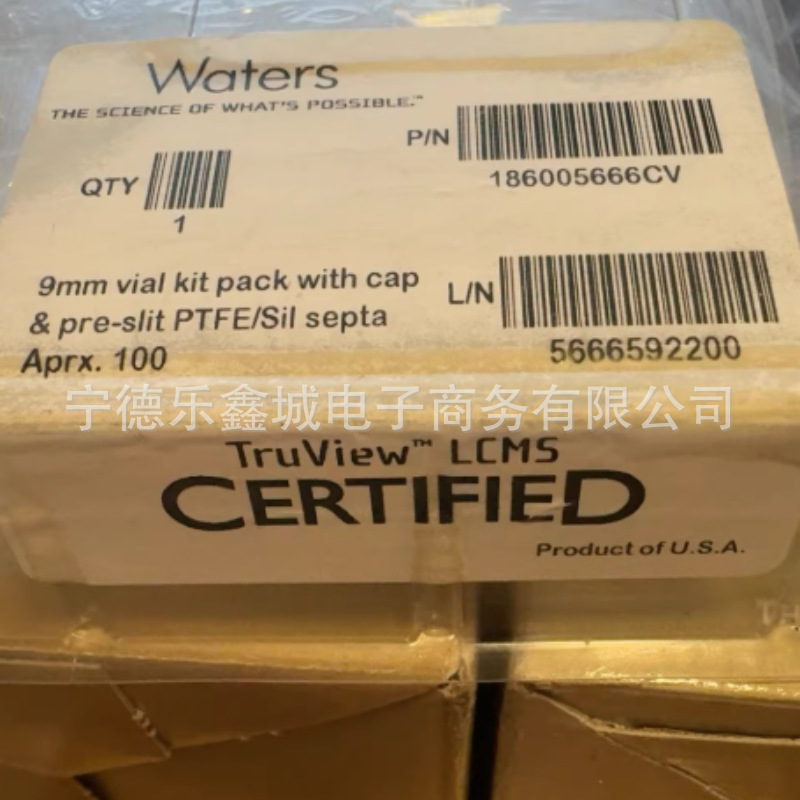 Waters
THE SCIENCE OF WHAT'S POSSIBLE.™
P/N
186005666CV
QTY
1
9mm vial kit pack with cap
& pre-slit PTFE/Sil septa
Aprx. 100
L/N
5666592200
宁德乐鑫城电子商务有限公司
TruView™ LCMS
CERTIFIED
Product of U.S.A.
TH